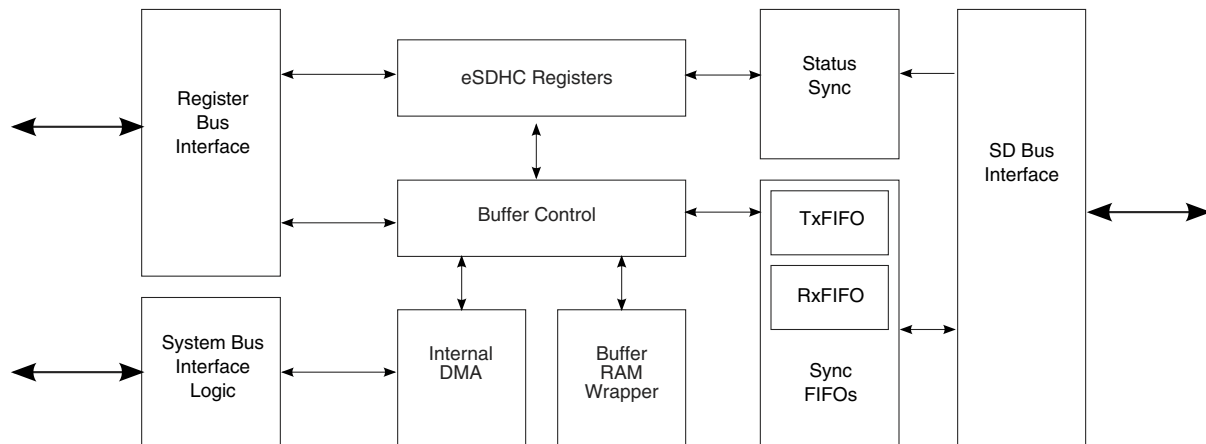 Register
Bus
Interface
eSDHC Registers
Status
Sync
SD Bus
Interface
Buffer Control
TxFIFO
RxFIFO
Sync
FIFOs
System Bus
Interface
Logic
Internal
DMA
Buffer
RAM
Wrapper